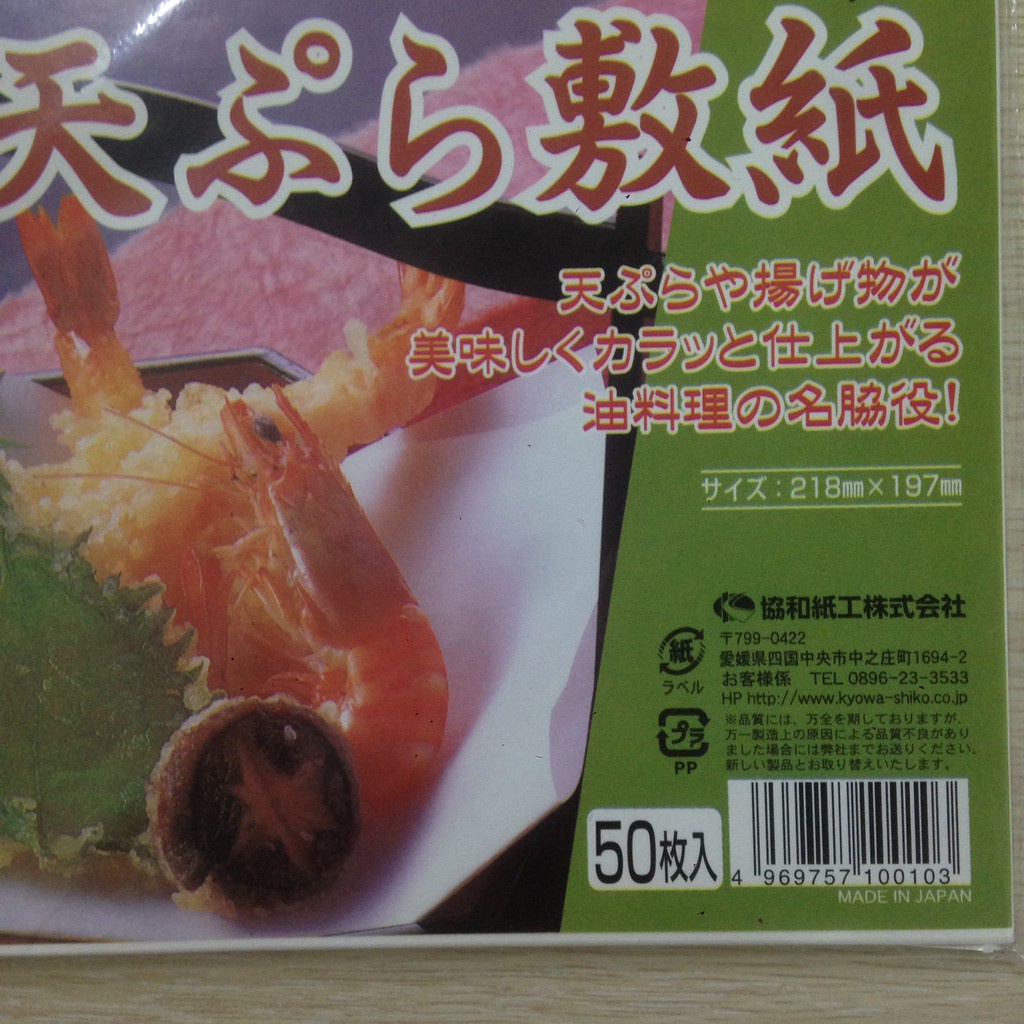 天ぷら敷紙
天ぷらや揚げ物が
美味しくカラッと仕上がる
油料理の名脇役!
サイズ:218mm×197mm
協和紙工株式会社
〒799-0422
愛媛県四国中央市中之庄町1694-2
お客様係 TEL 0896-23-3533
HP http://www.kyowa-shiko.co.jp
紙
ラベル
プラ
PP
※品質には、万全を期しておりますが、
万一製造上の原因による品質不良があり
ました場合には弊社までお送りください。
新しい製品とお取り替えいたします。
50枚入
4 969757 100103
MADE IN JAPAN